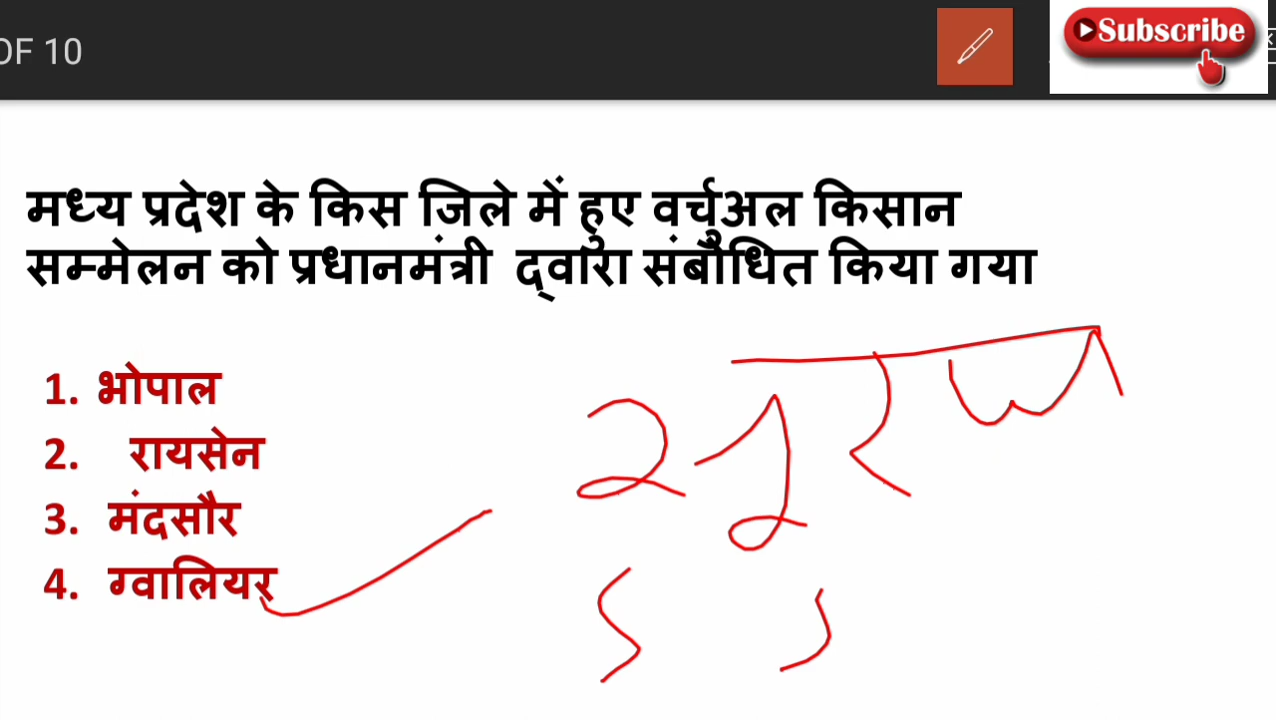 OF 10
Subscribe
मध्य प्रदेश के किस जिले में हुए वर्चुअल किसान
सम्मेलन को प्रधानमंत्री द्वारा संबोधित किया गया
1. भोपाल
2. रायसेन
3. मंदसौर
4. ग्वालियर